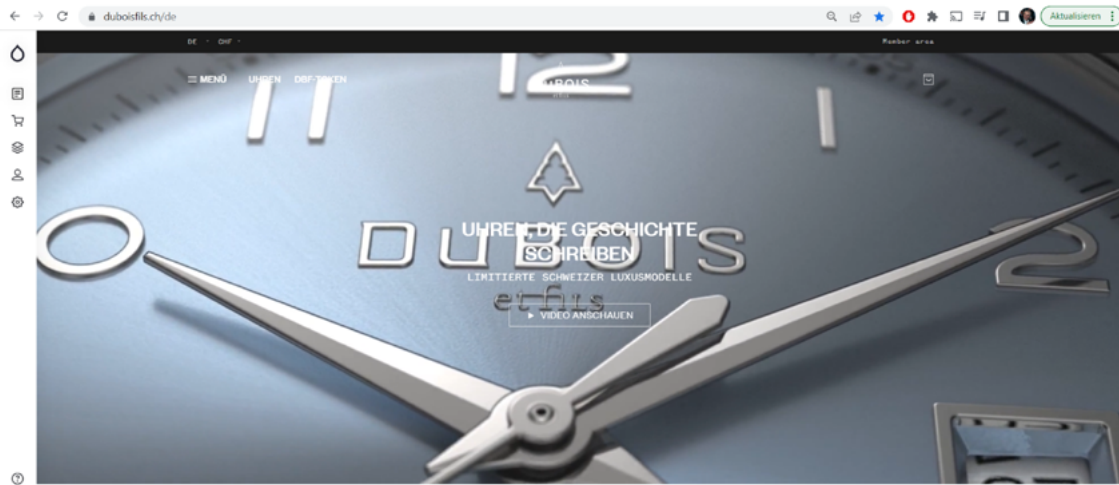 duboisfils.ch/de
Aktualisieren
DE CHF
Member area
MENÜ UHREN DBF-TOKEN
DUBOIS
12
11 1
DUBOIS
et fils
UHREN, DIE GESCHICHTE
SCHREIBEN
LIMITIERTE SCHWEIZER LUXUSMODELLE
VIDEO ANSCHAUEN
2